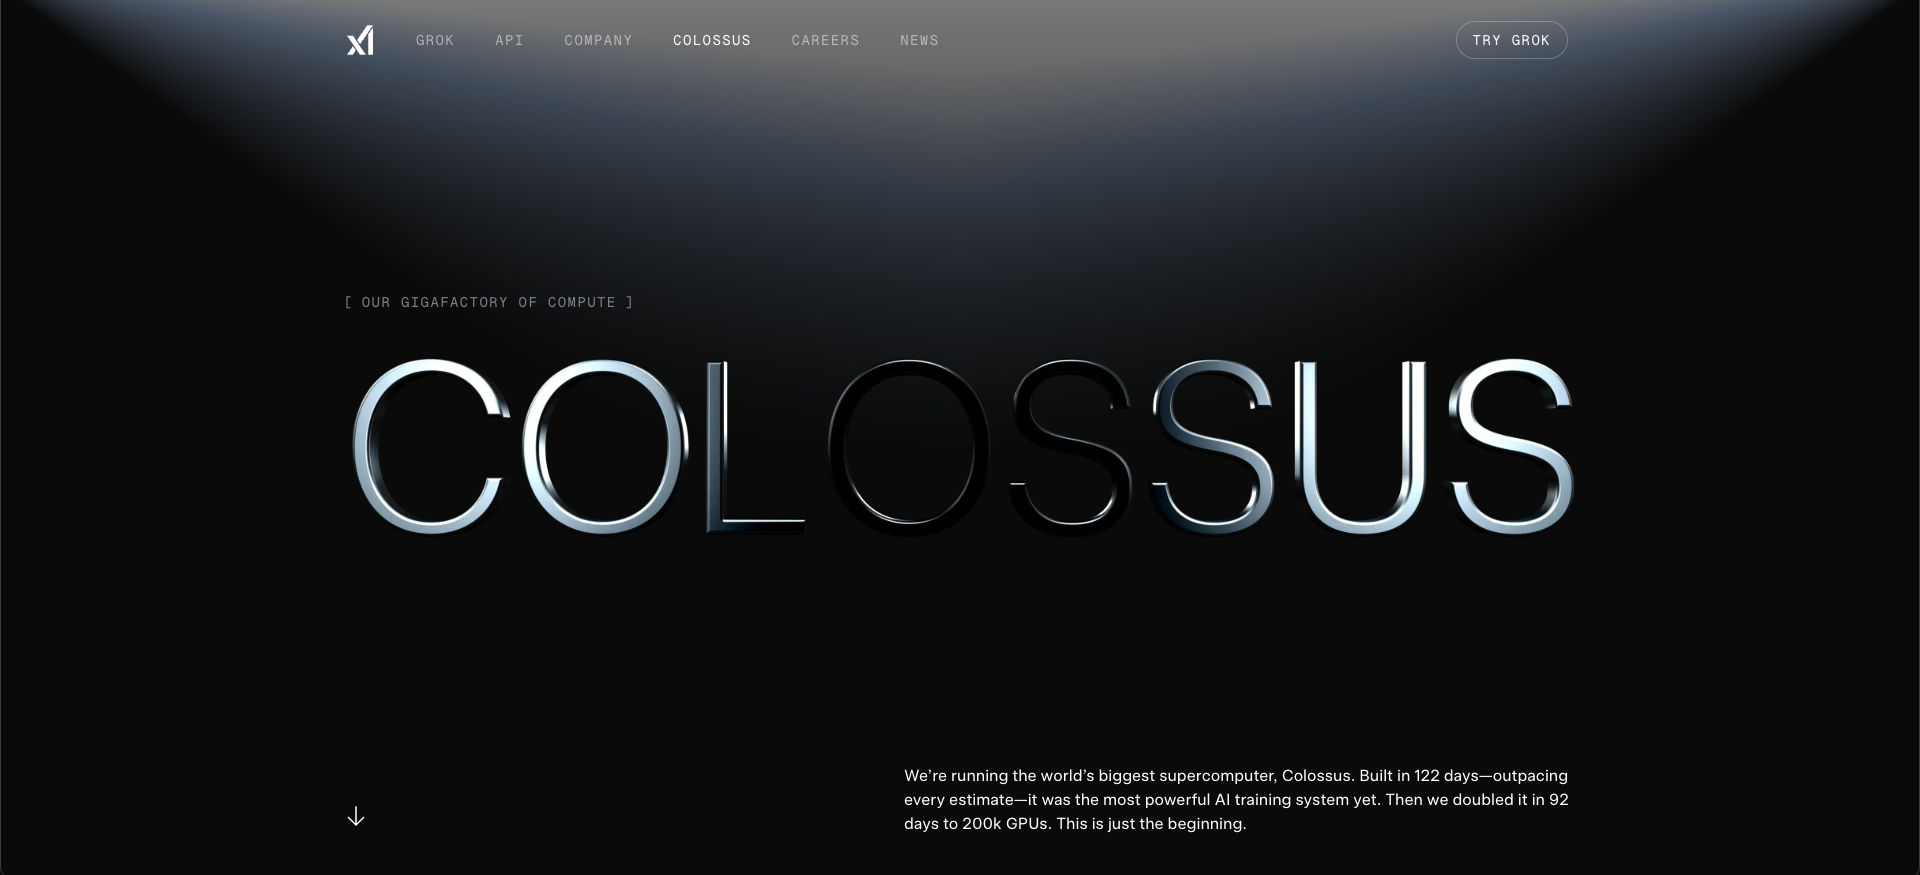 xI
GROK
API
COMPANY
COLOSSUS
CAREERS
NEWS
TRY GROK
[ OUR GIGAFACTORY OF COMPUTE ]
COLOSSUS
We’re running the world’s biggest supercomputer, Colossus. Built in 122 days—outpacing
every estimate—it was the most powerful AI training system yet. Then we doubled it in 92
days to 200k GPUs. This is just the beginning.